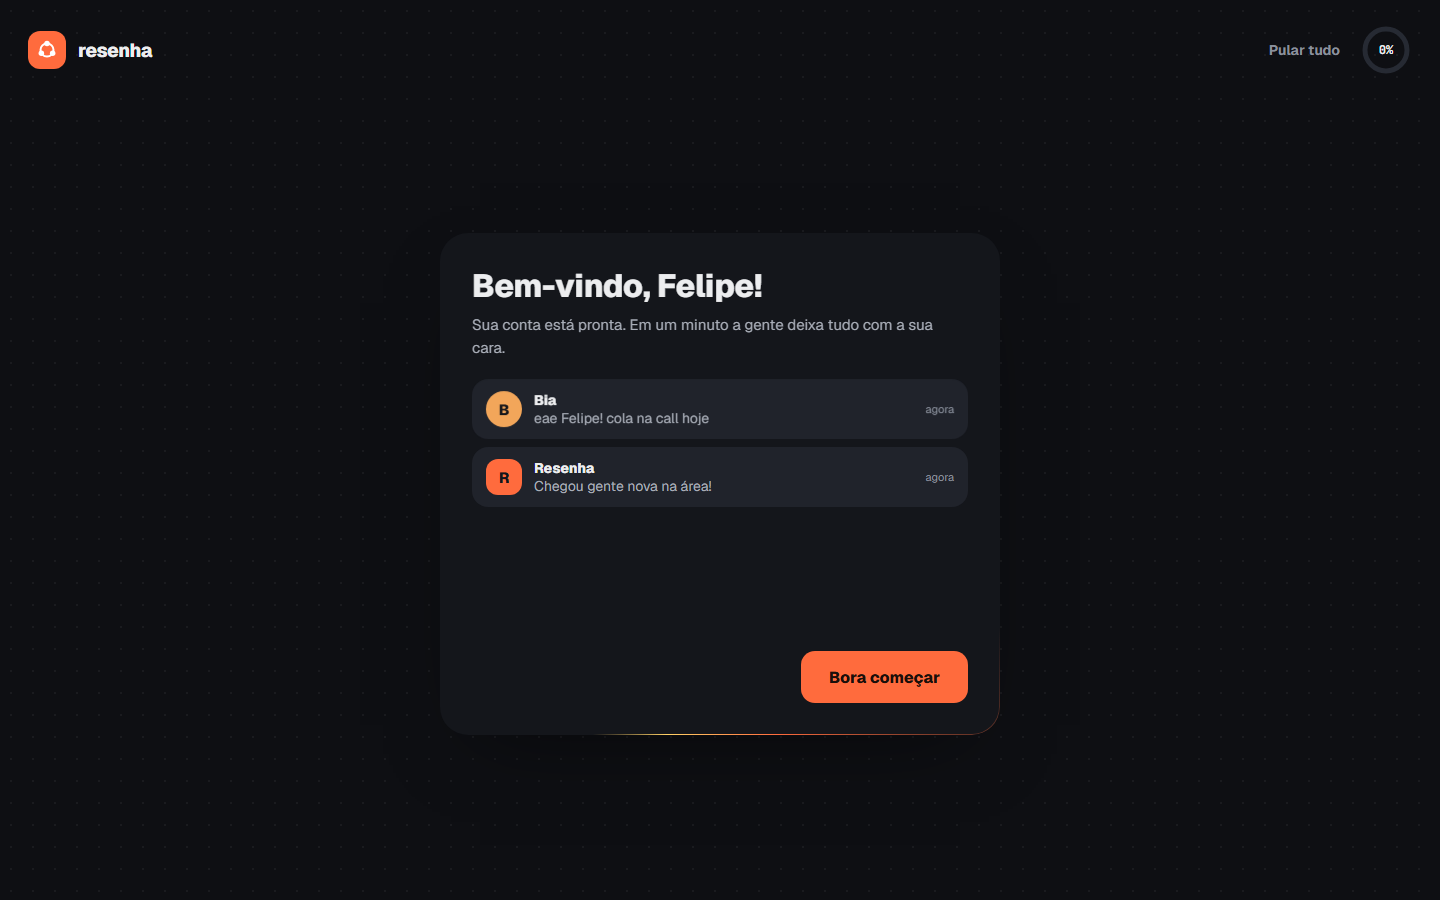 resenha
Pular tudo
0%
Bem-vindo, Felipe!
Sua conta está pronta. Em um minuto a gente deixa tudo com a sua
cara.
B
Bia
eae Felipe! cola na call hoje
agora
R
Resenha
Chegou gente nova na área!
agora
Bora começar